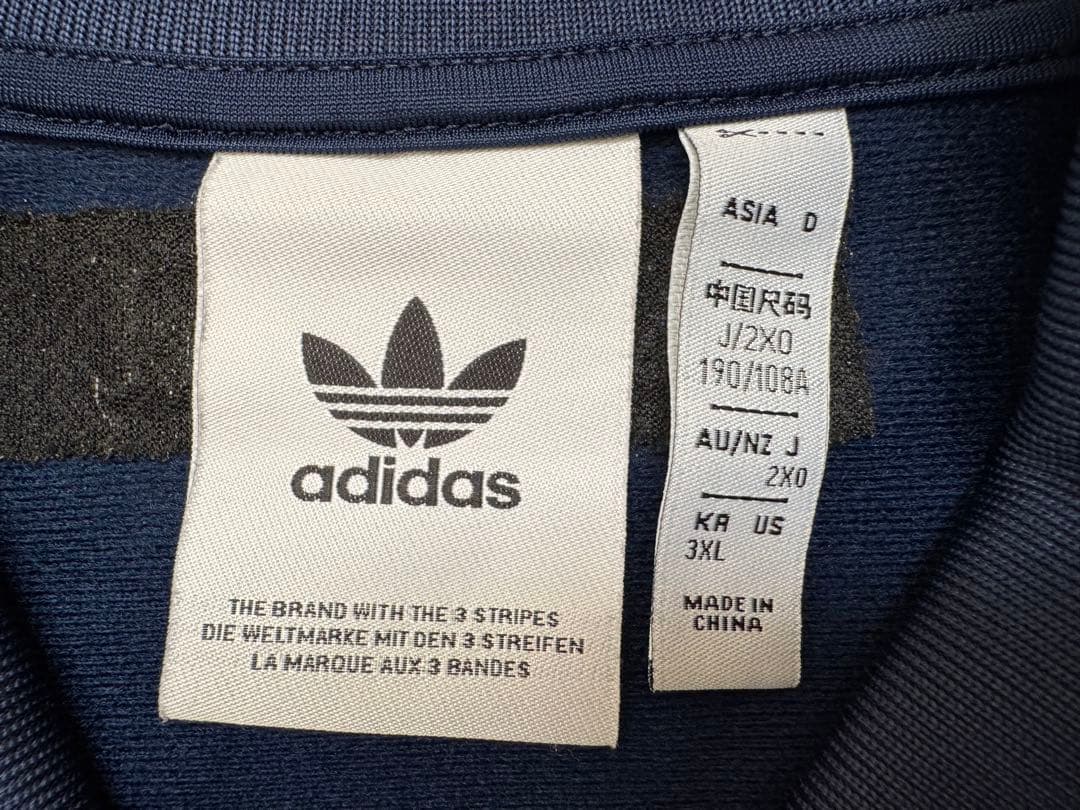 adidas
THE BRAND WITH THE 3 STRIPES
DIE WELTMARKE MIT DEN 3 STREIFEN
LA MARQUE AUX 3 BANDES
ASIA D
中国尺码
J/2XO
190/108A
AU/NZ J
2XO
KR US
3XL
MADE IN
CHINA